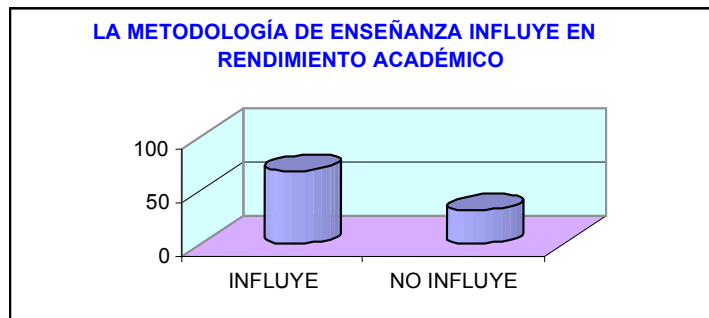 LA METODOLOGÍA DE ENSEÑANZA INFLUYE EN
RENDIMIENTO ACADÉMICO
100
50
0
INFLUYE
NO INFLUYE